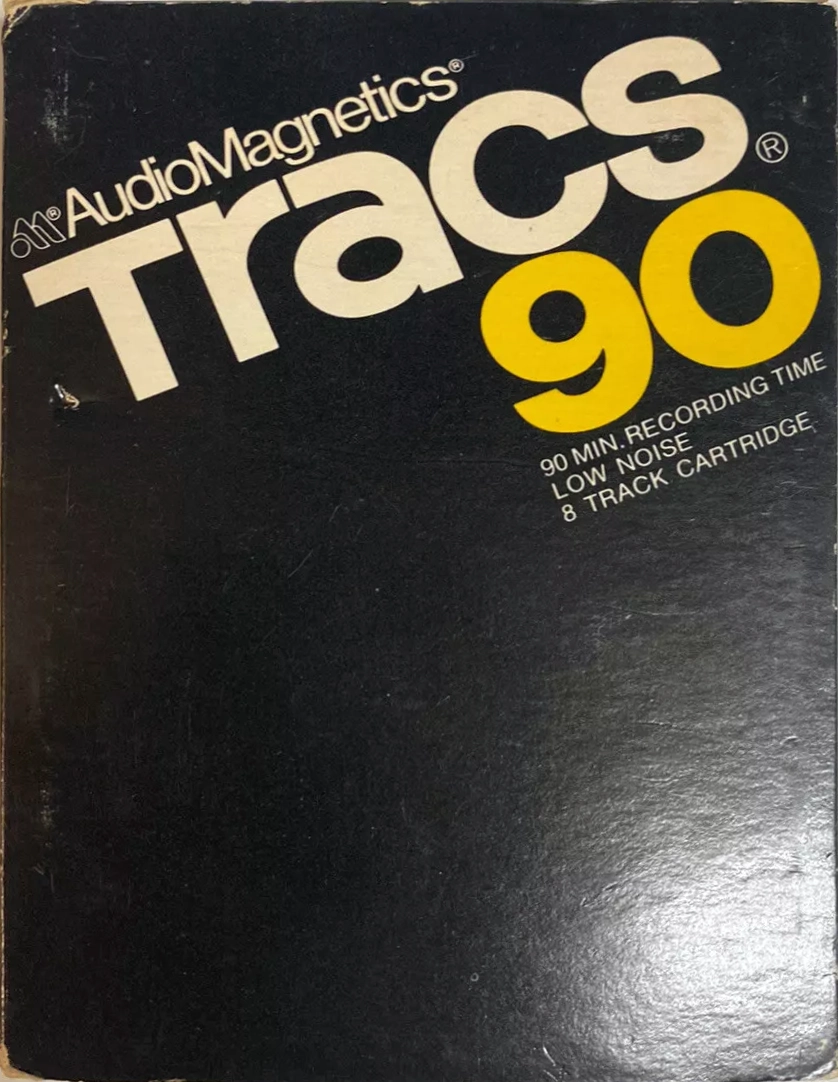 AudioMagnetics®
Tracs®
90
90 MIN. RECORDING TIME
LOW NOISE
8 TRACK CARTRIDGE